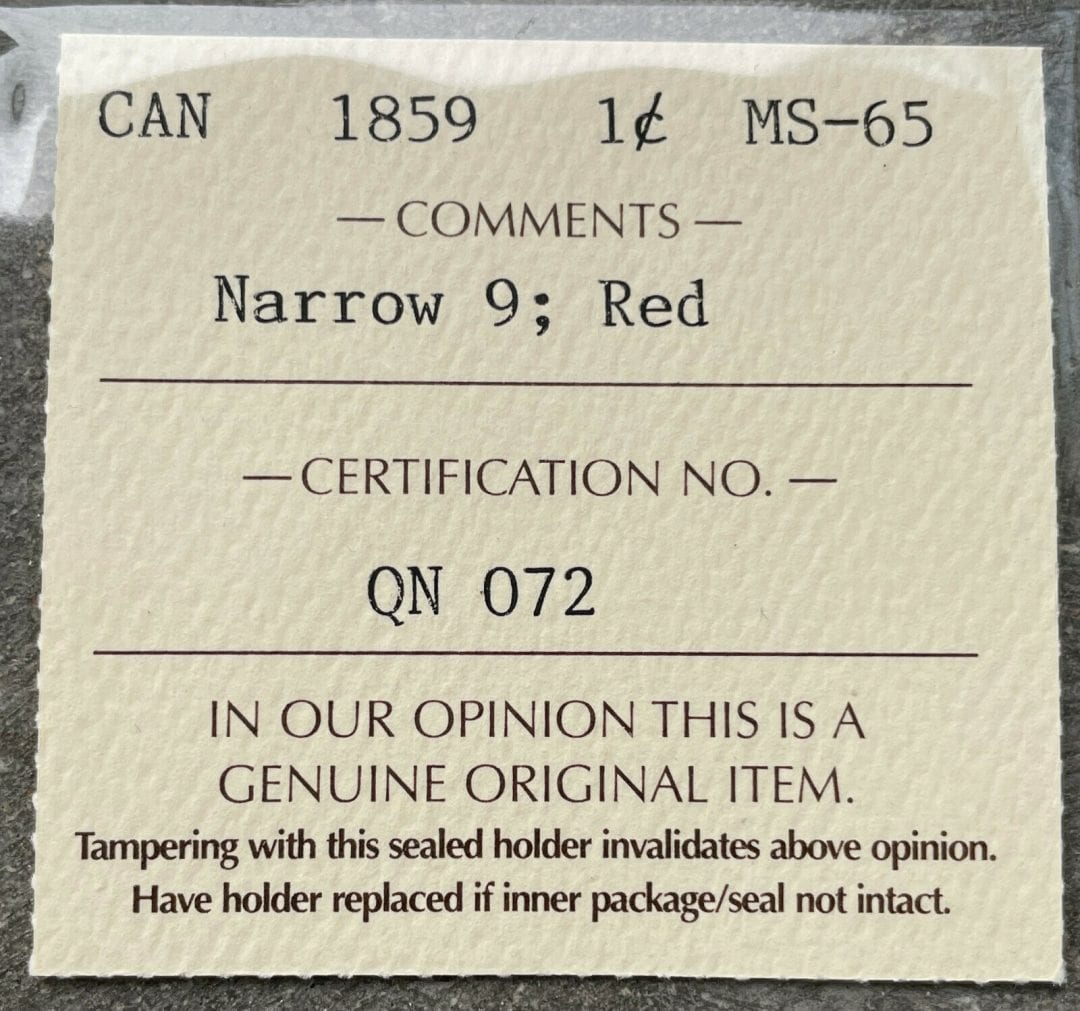 CAN 1859 1¢ MS-65
— COMMENTS —
Narrow 9; Red
— CERTIFICATION NO. —
QN 072
IN OUR OPINION THIS IS A
GENUINE ORIGINAL ITEM.
Tampering with this sealed holder invalidates above opinion.
Have holder replaced if inner package/seal not intact.